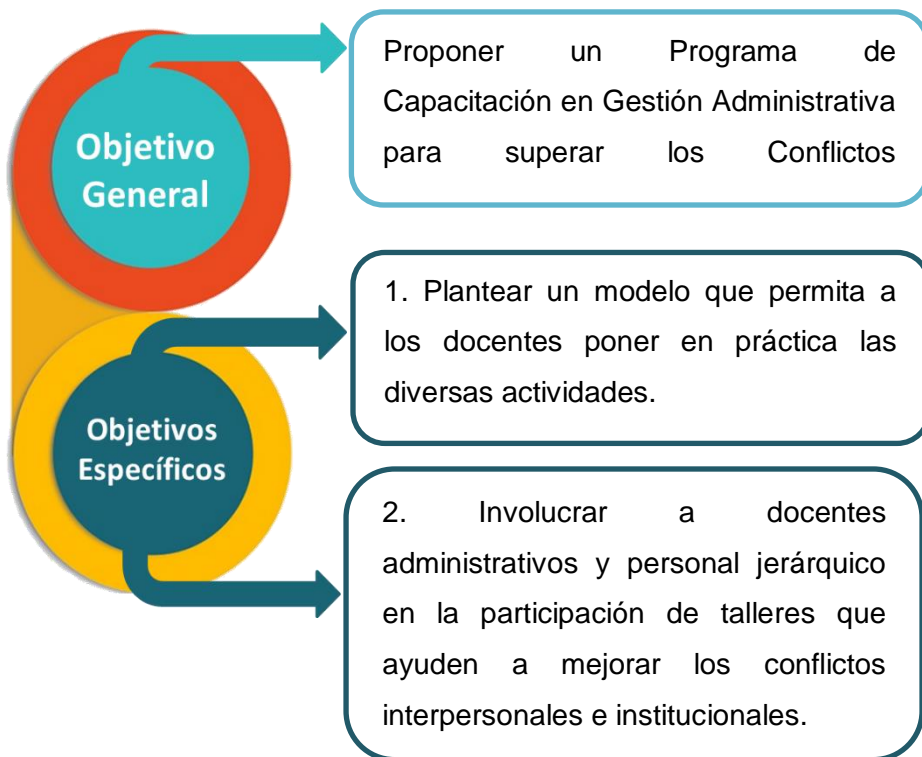 Objetivo
General
Proponer un Programa de
Capacitación en Gestión Administrativa
para superar los Conflictos
Objetivos
Específicos
1. Plantear un modelo que permita a
los docentes poner en práctica las
diversas actividades.
2. Involucrar a docentes
administrativos y personal jerárquico
en la participación de talleres que
ayuden a mejorar los conflictos
interpersonales e institucionales.